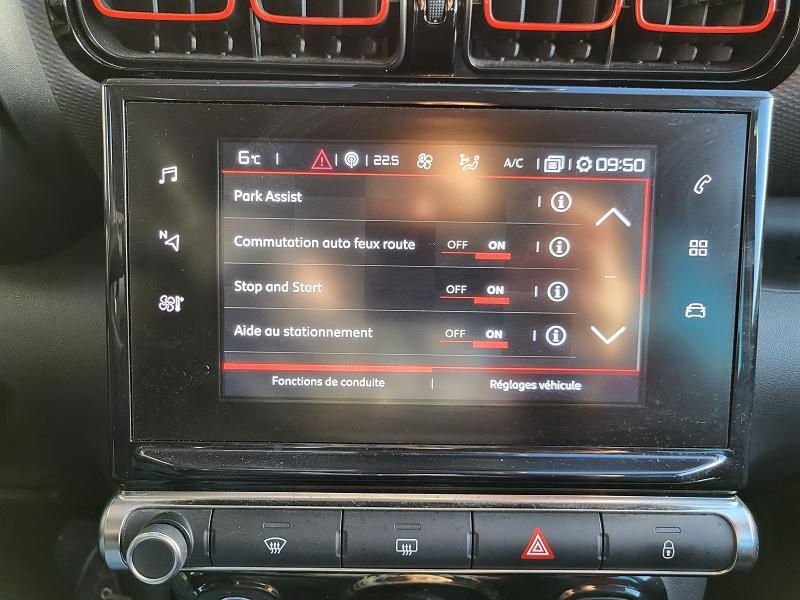 6°C 22.5 A/C 09:50
Park Assist
Commutation auto feux route OFF ON
Stop and Start OFF ON
Aide au stationnement OFF ON
Fonctions de conduite Réglages véhicule
N